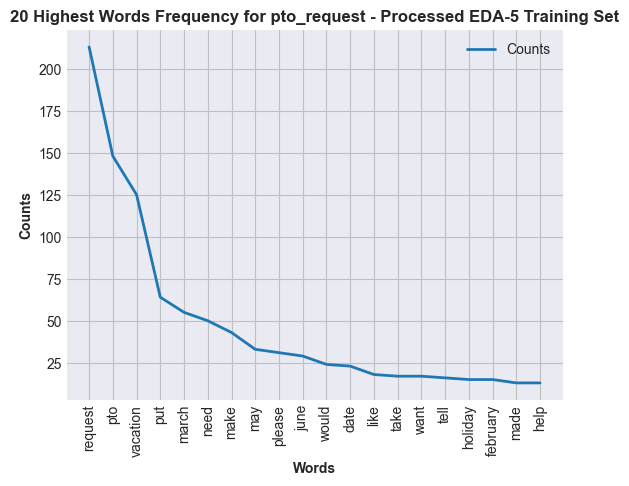 20 Highest Words Frequency for pto_request - Processed EDA-5 Training Set
Counts
200
175
150
125
100
75
50
25
Counts
request
pto
vacation
put
march
need
make
may
please
june
would
date
like
take
want
tell
holiday
february
made
help
Words